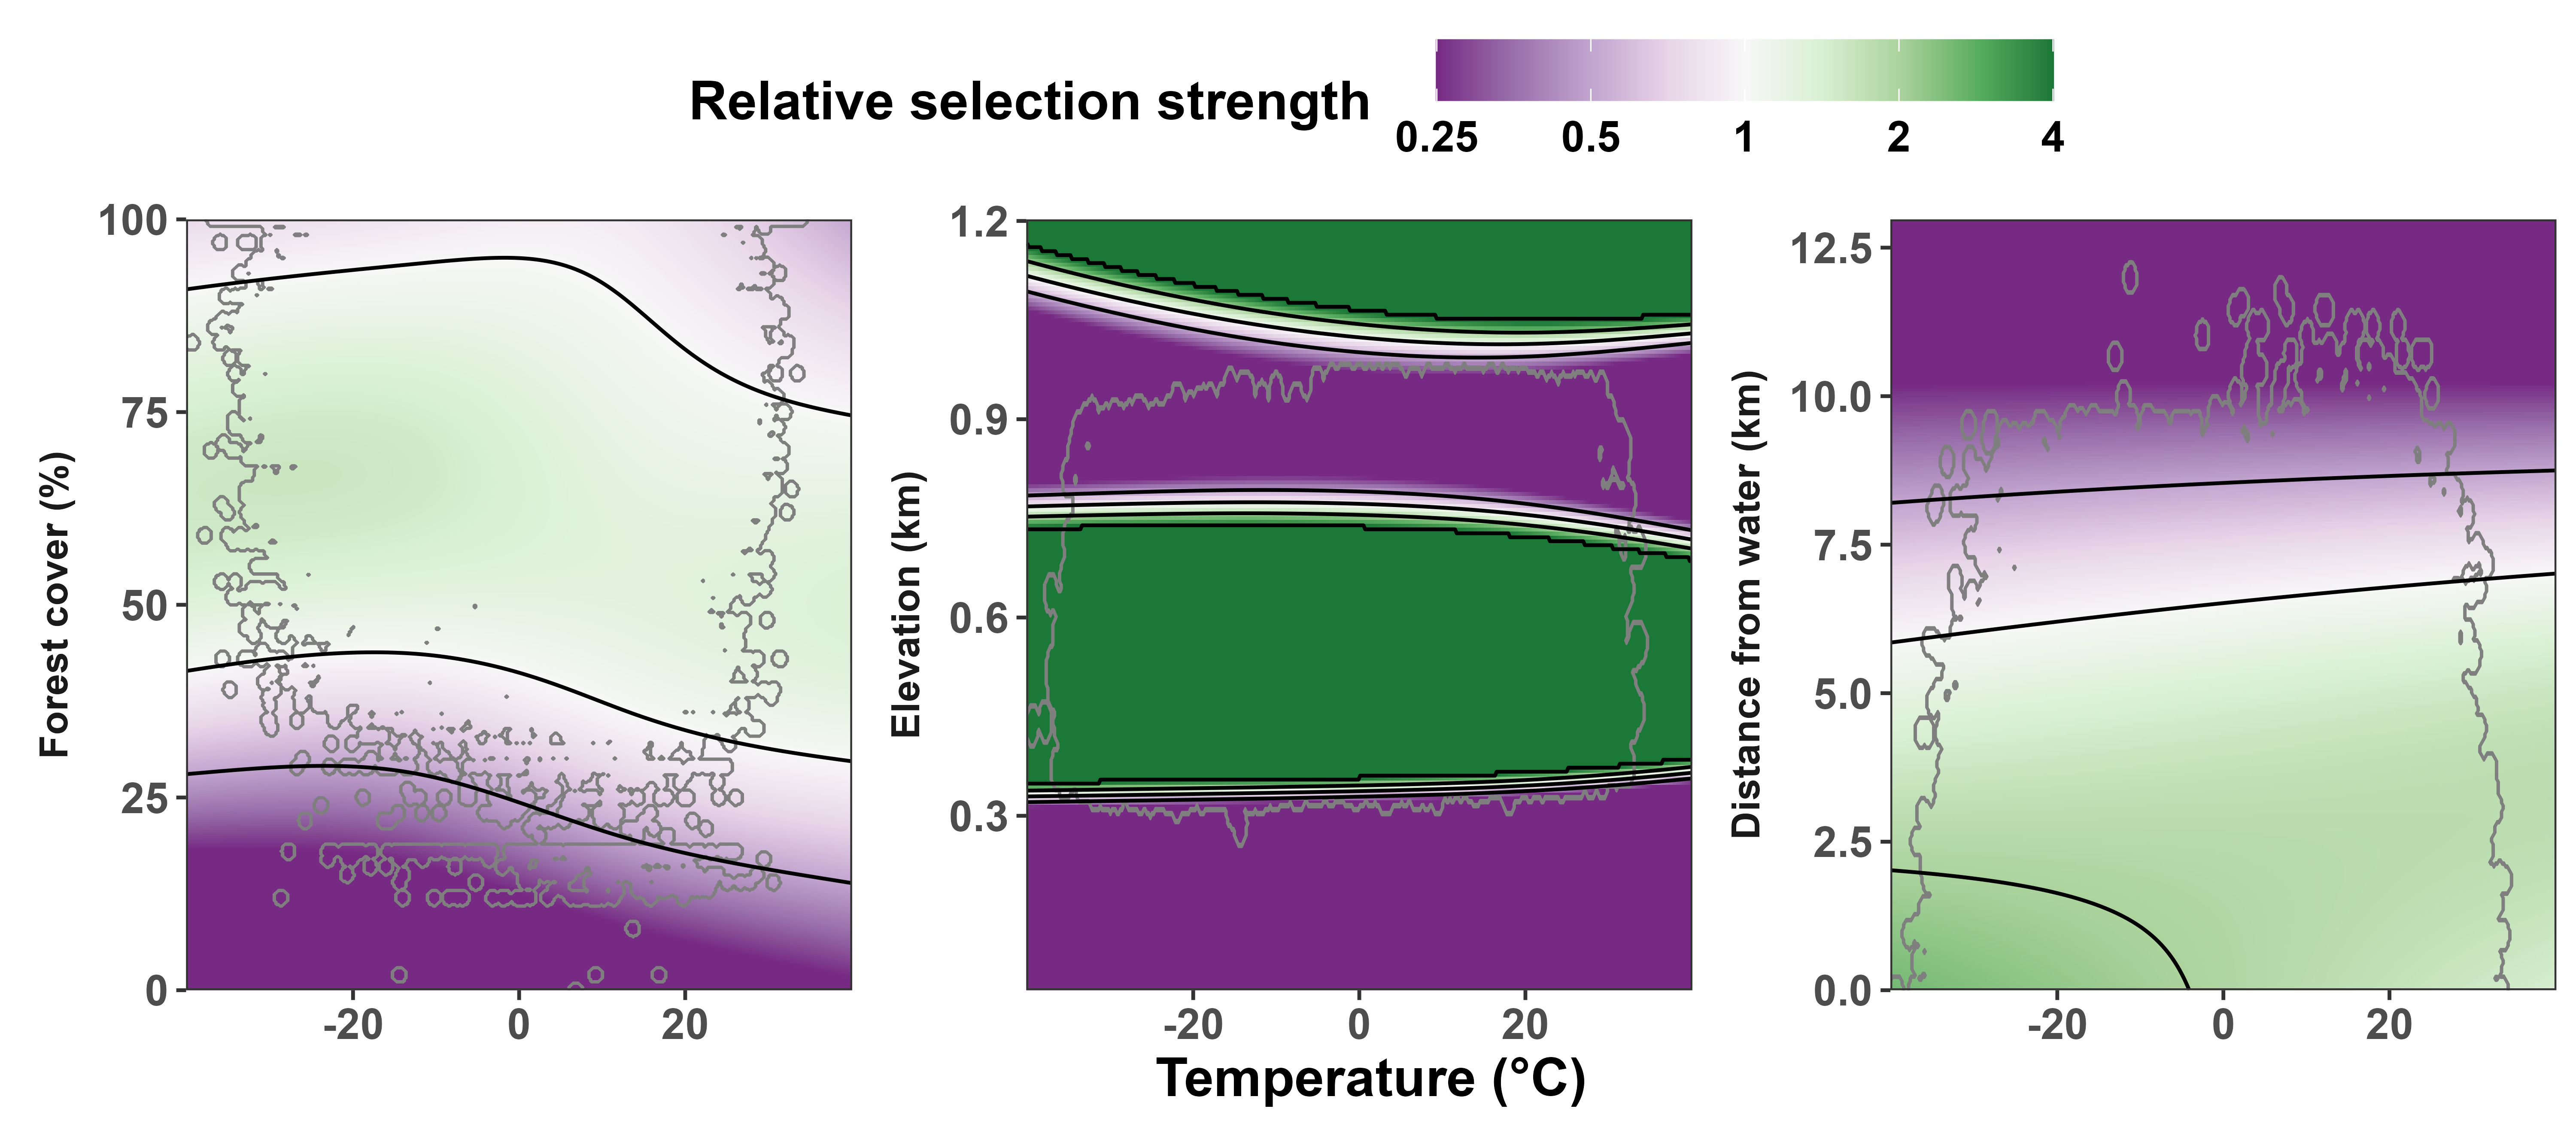 Relative selection strength
0.25 0.5 1 2 4
Forest cover (%)
100
75
50
25
0
-20 0 20
Elevation (km)
1.2
0.9
0.6
0.3
-20 0 20
Distance from water (km)
12.5
10.0
7.5
5.0
2.5
0.0
-20 0 20
Temperature (°C)